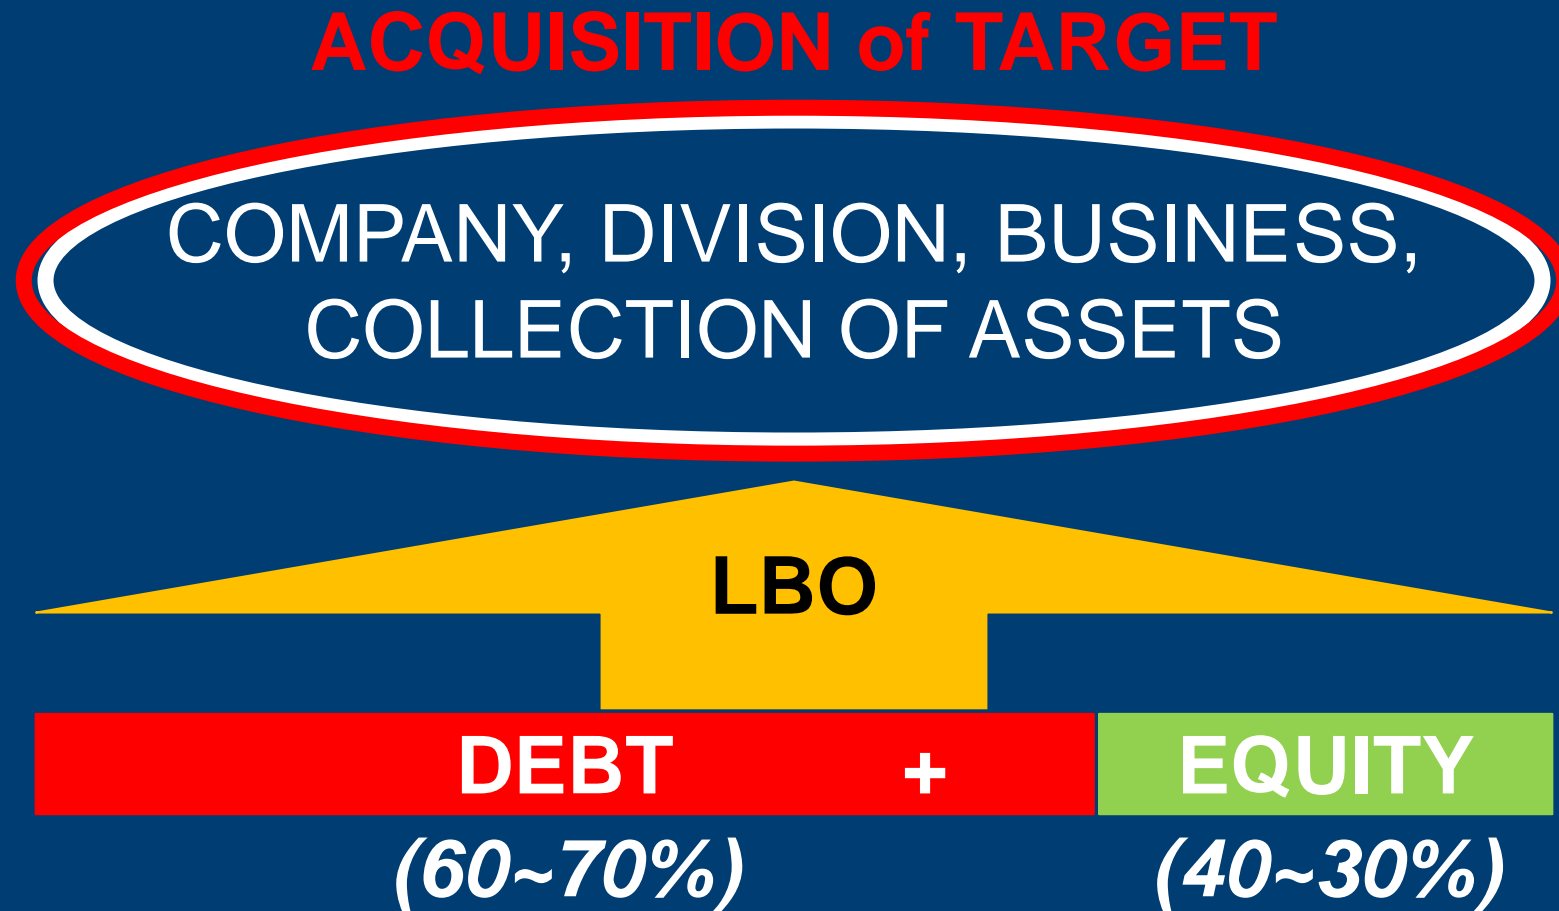 ACQUISITION of TARGET
COMPANY, DIVISION, BUSINESS,
COLLECTION OF ASSETS
LBO
DEBT + EQUITY
(60~70%) (40~30%)